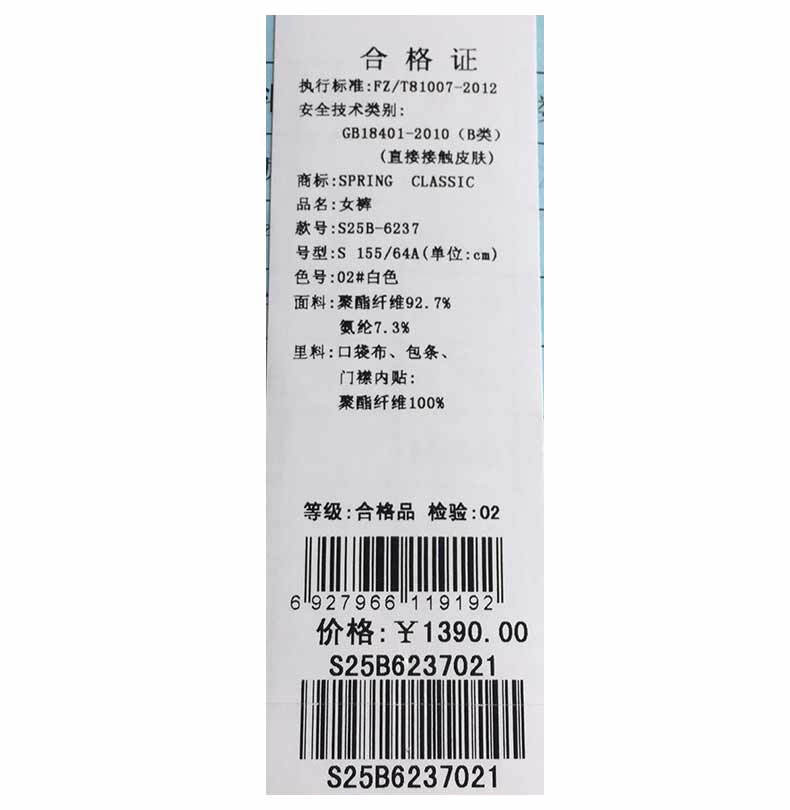 合格证
执行标准:FZ/T81007-2012
安全技术类别:
GB18401-2010（B类）
(直接接触皮肤)
商标:SPRING CLASSIC
品名:女裤
款号:S25B-6237
号型:S 155/64A(单位:cm)
色号:02#白色
面料:聚酯纤维92.7%
氨纶7.3%
里料:口袋布、包条、
门襟内贴:
聚酯纤维100%
等级:合格品 检验:02
6 927966 119192
价格:￥1390.00
S25B6237021
S25B6237021